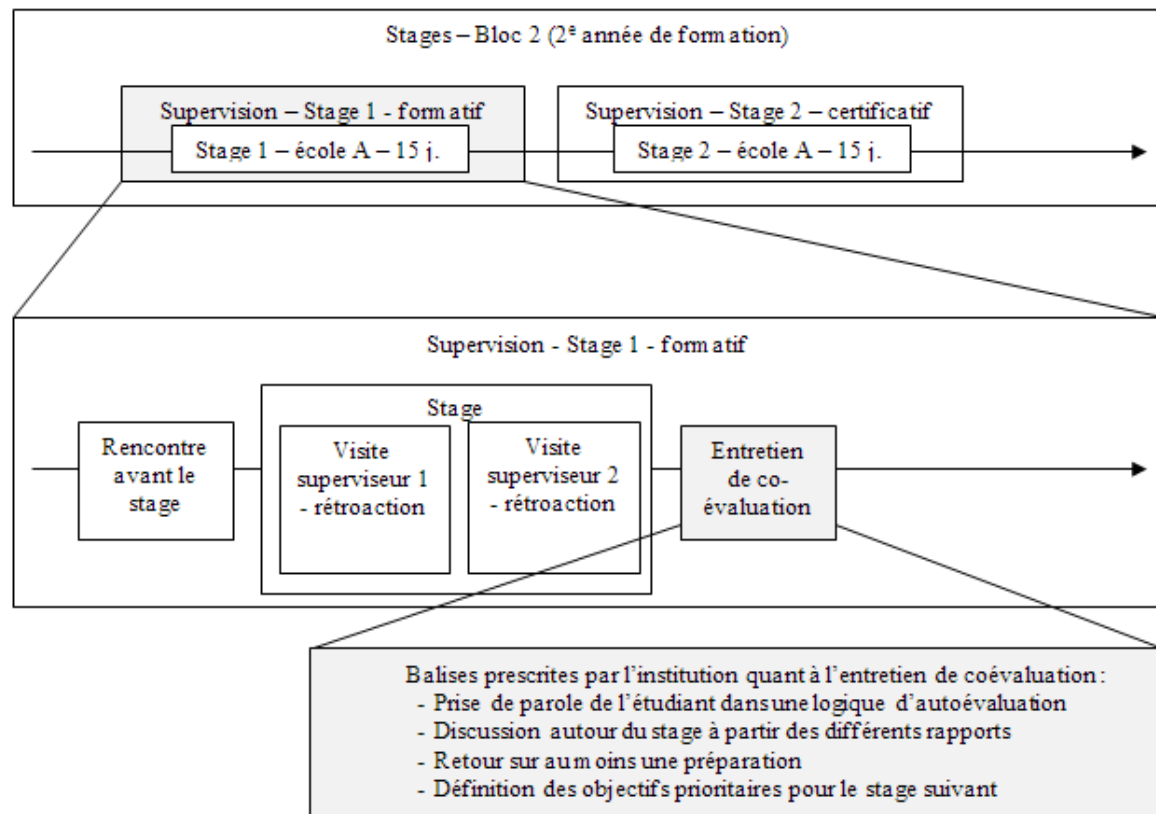 Stages – Bloc 2 (2ᵉ année de formation)
Supervision – Stage 1 - formatif
Stage 1 – école A – 15 j.
Supervision – Stage 2 – certificatif
Stage 2 – école A – 15 j.
Supervision - Stage 1 - formatif
Rencontre
avant le
stage
Stage
Visite
superviseur 1
- rétroaction
Visite
superviseur 2
- rétroaction
Entretien
de co-
évaluation
Balises prescrites par l’institution quant à l’entretien de coévaluation :
- Prise de parole de l’étudiant dans une logique d’autoévaluation
- Discussion autour du stage à partir des différents rapports
- Retour sur au moins une préparation
- Définition des objectifs prioritaires pour le stage suivant